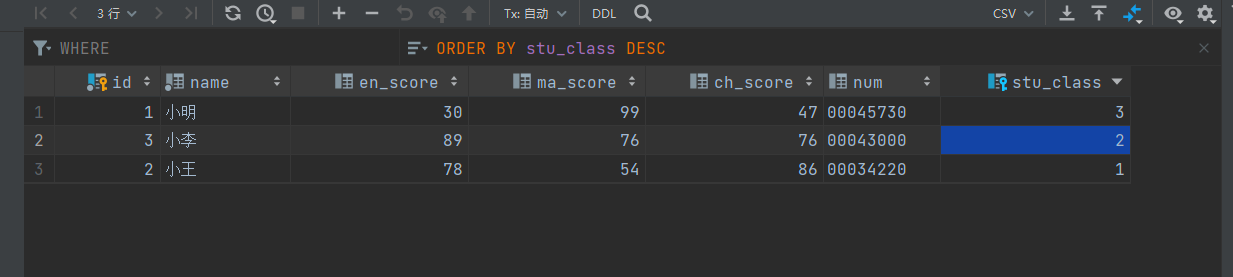 3 行 Tx: 自动 DDL CSV
WHERE ORDER BY stu_class DESC
id name en_score ma_score ch_score num stu_class
1 1 小明 30 99 47 00045730 3
2 3 小李 89 76 76 00043000 2
3 2 小王 78 54 86 00034220 1